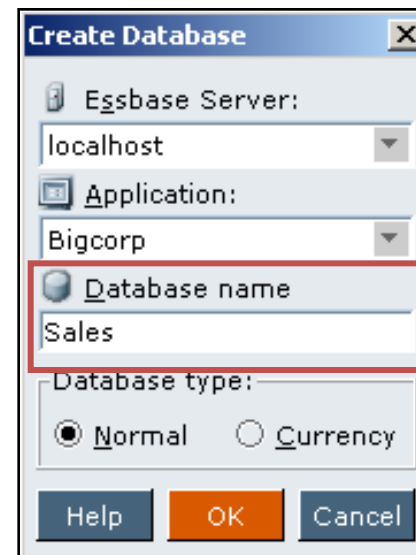 Create Database
Essbase Server:
localhost
Application:
Bigcorp
Database name
Sales
Database type:
Normal Currency
Help OK Cancel